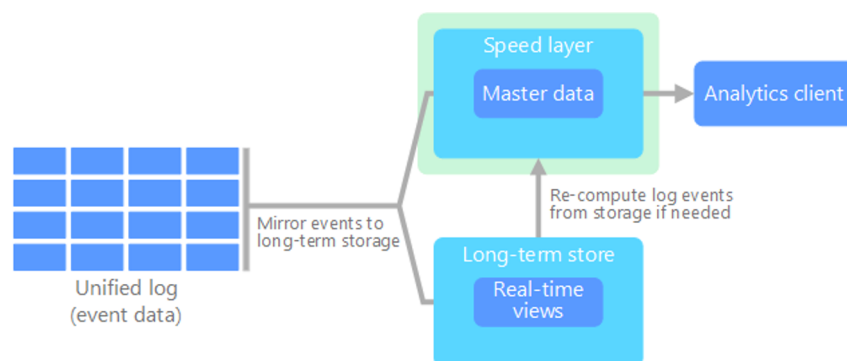 Speed layer
Master data
Analytics client
Re-compute log events
from storage if needed
Mirror events to
long-term storage
Long-term store
Real-time
views
Unified log
(event data)